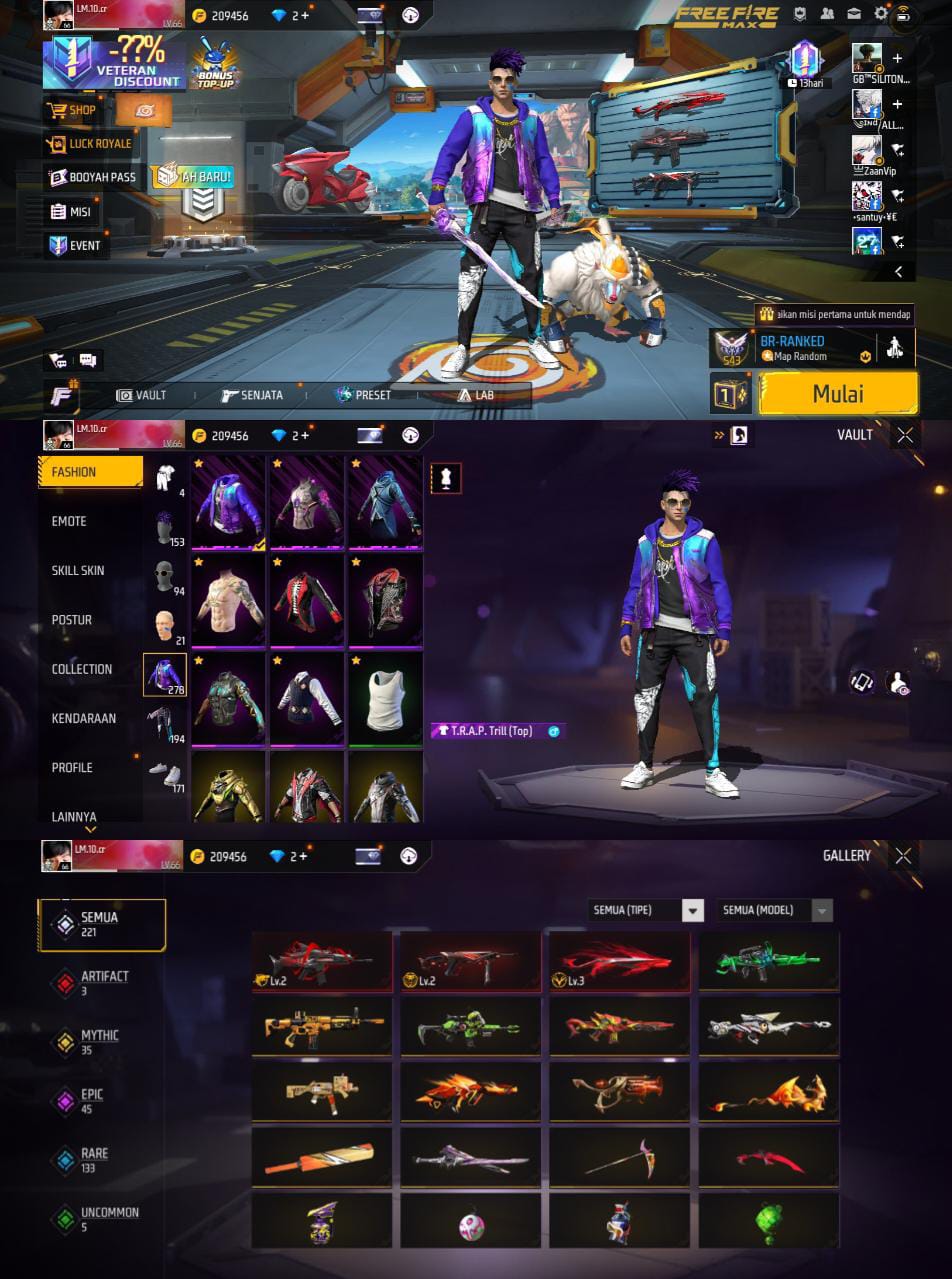 LM.10.cr
LV.66
209456
2 +
FREE FIRE
MAX
-??%
VETERAN
DISCOUNT
BONUS
TOP-UP
13hari
GB™SILITON...
SHOP
LUCK ROYALE
BOOYAH PASS
AH BARU!
MISI
EVENT
ZaanVip
•santuy•¥€
27
aikan misi pertama untuk mendap
S43
BR-RANKED
Map Random
VAULT
SENJATA
PRESET
LAB
1
Mulai
LM.10.cr
LV.66
209456
2 +
VAULT
FASHION
4
EMOTE
153
SKILL SKIN
94
POSTUR
21
COLLECTION
278
KENDARAAN
194
T.R.A.P. Trill (Top)
PROFILE
171
LAINNYA
LM.10.cr
LV.66
209456
2 +
GALLERY
SEMUA
221
SEMUA (TIPE)
SEMUA (MODEL)
ARTIFACT
3
Lv.2
Lv.2
Lv.3
MYTHIC
35
EPIC
45
RARE
133
UNCOMMON
5